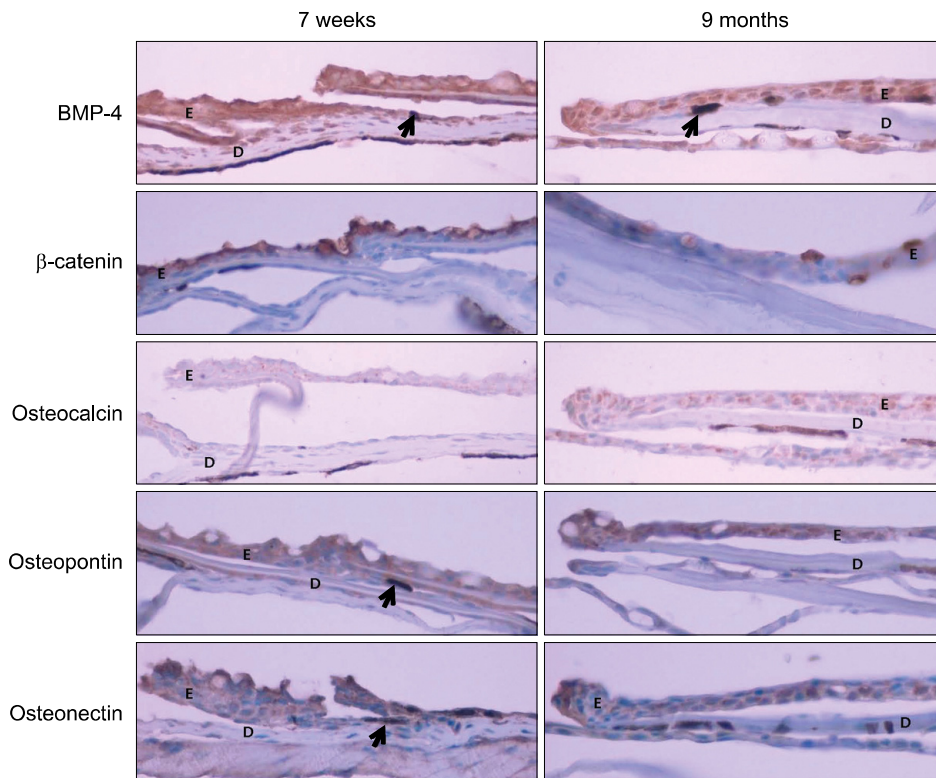 7 weeks 9 months
BMP-4
E
D
E
D
β-catenin
E
E
Osteocalcin
E
D
E
D
Osteopontin
E
D
E
D
Osteonectin
E
D
E
D